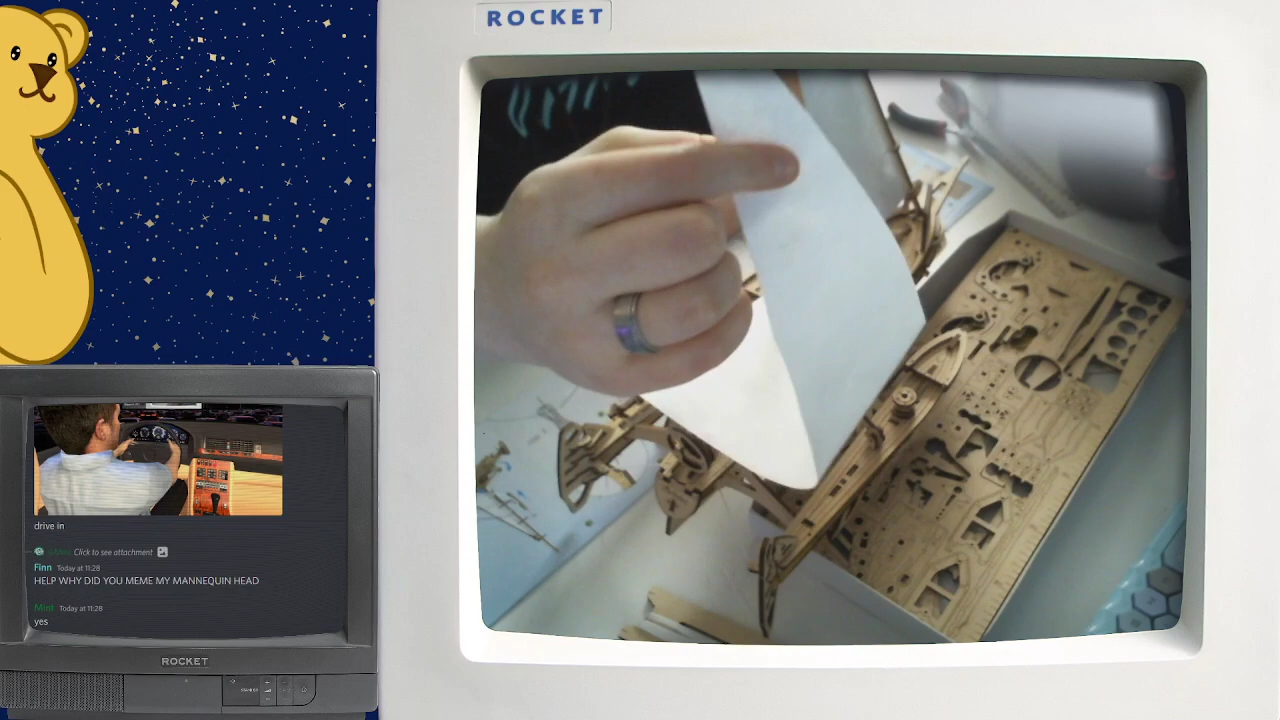 ROCKET
drive in
Click to see attachment
Finn Today at 11:28
HELP WHY DID YOU MEME MY MANNEQUIN HEAD
Mint Today at 11:28
yes
ROCKET